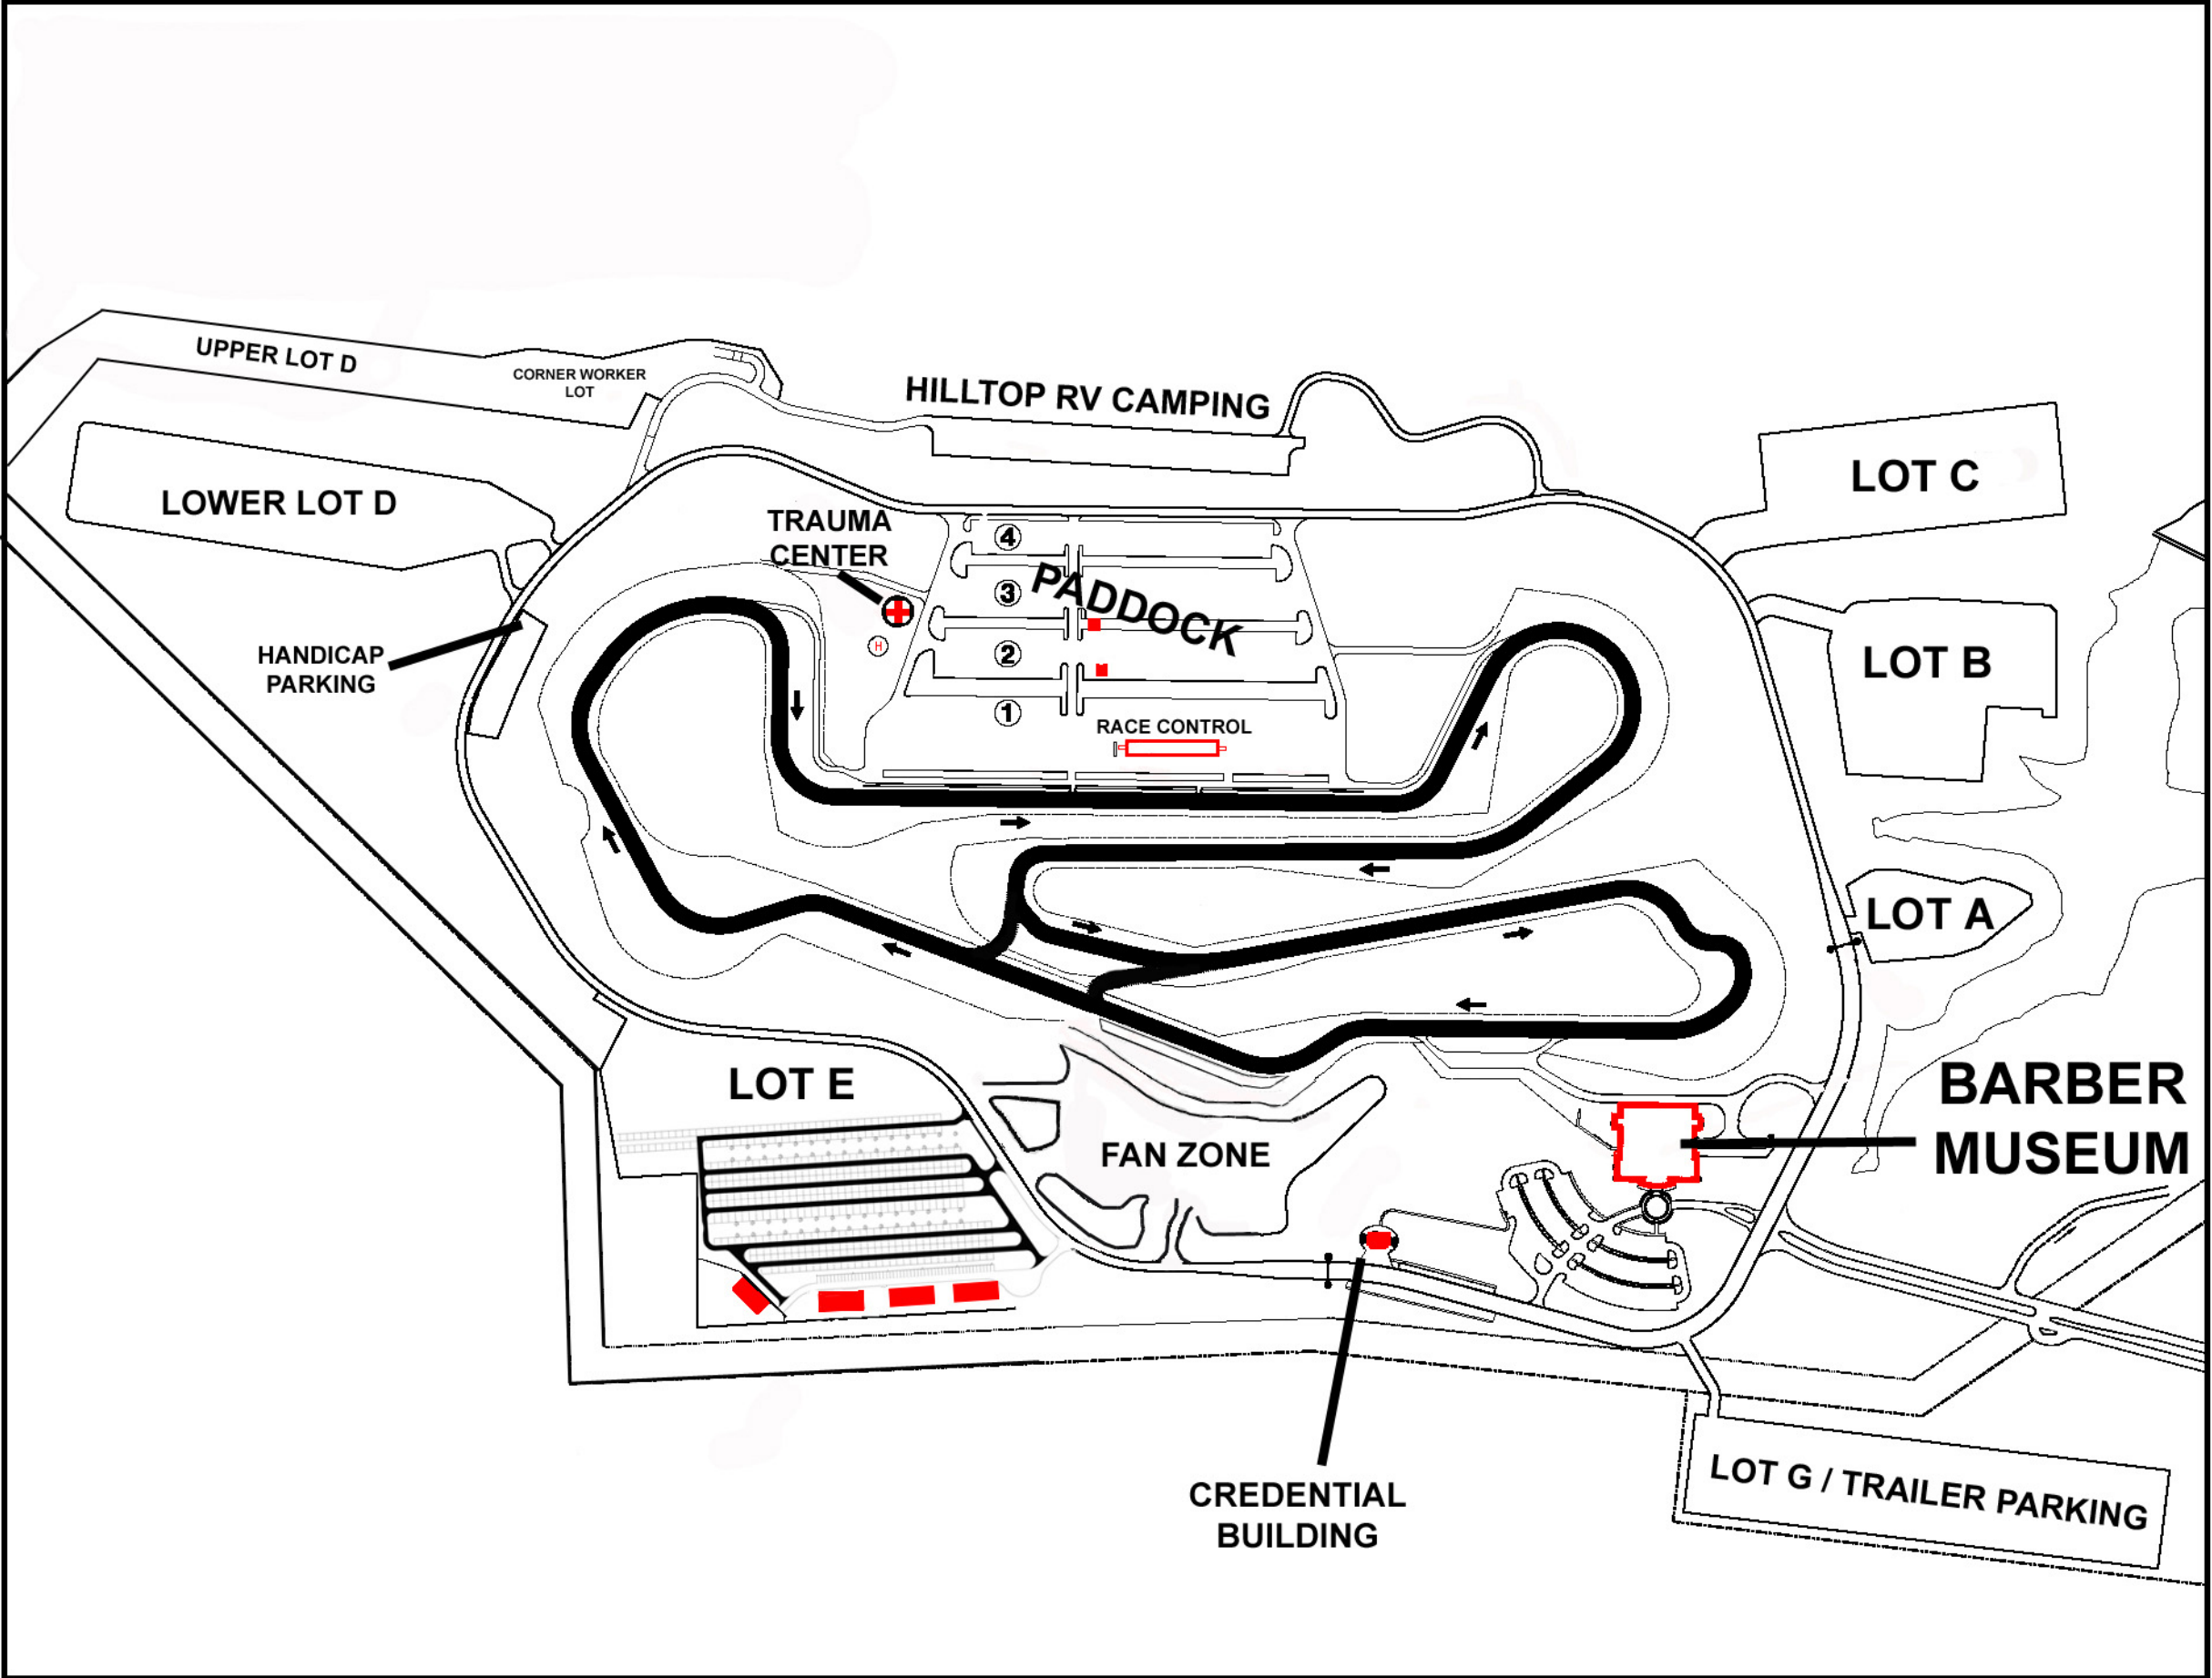 UPPER LOT D
CORNER WORKER
LOT
HILLTOP RV CAMPING
LOT C
LOWER LOT D
TRAUMA
CENTER
4
3
PADDOCK
H
2
HANDICAP
PARKING
LOT B
1
RACE CONTROL
LOT A
LOT E
BARBER
MUSEUM
FAN ZONE
CREDENTIAL
BUILDING
LOT G / TRAILER PARKING